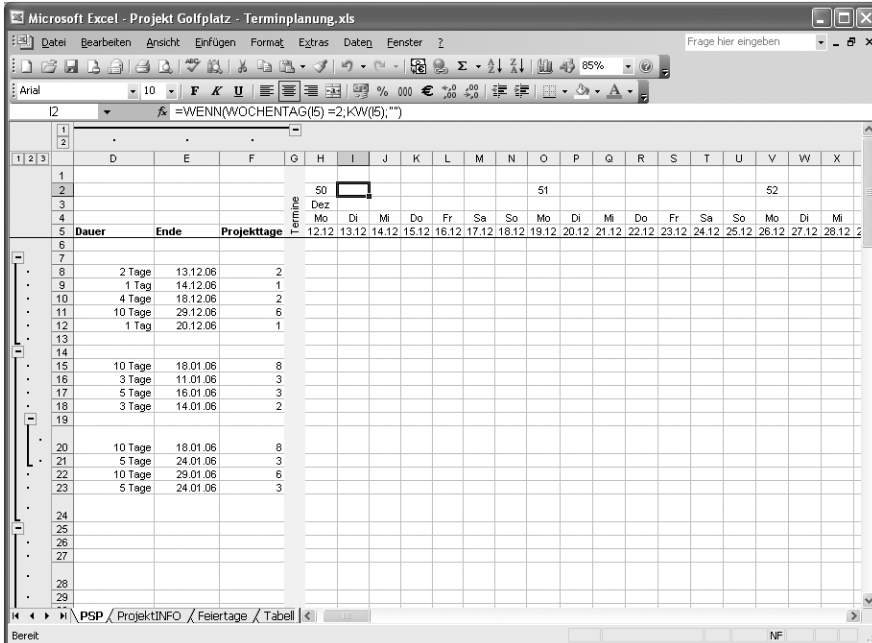 Microsoft Excel - Projekt Golfplatz - Terminplanung.xls
Datei Bearbeiten Ansicht Einfügen Format Extras Daten Fenster ? Frage hier eingeben
85%
Arial 10 F K U % 000 €
I2 fx =WENN(WOCHENTAG(I5) =2;KW(I5);"")
1
2
1 2 3 D E F G H I J K L M N O P Q R S T U V W X
1
2 50 51 52
3 Dez
Termine
4 Mo Di Mi Do Fr Sa So Mo Di Mi Do Fr Sa So Mo Di Mi
5 Dauer Ende Projekttage 12.12 13.12 14.12 15.12 16.12 17.12 18.12 19.12 20.12 21.12 22.12 23.12 24.12 25.12 26.12 27.12 28.12 2
6
7
8 2 Tage 13.12.06 2
9 1 Tag 14.12.06 1
10 4 Tage 18.12.06 2
11 10 Tage 29.12.06 6
12 1 Tag 20.12.06 1
13
14
15 10 Tage 18.01.06 8
16 3 Tage 11.01.06 3
17 5 Tage 16.01.06 3
18 3 Tage 14.01.06 2
19
20 10 Tage 18.01.06 8
21 5 Tage 24.01.06 3
22 10 Tage 29.01.06 6
23 5 Tage 24.01.06 3
24
25
26
27
28
29
PSP ProjektINFO Feiertage Tabell
Bereit NF